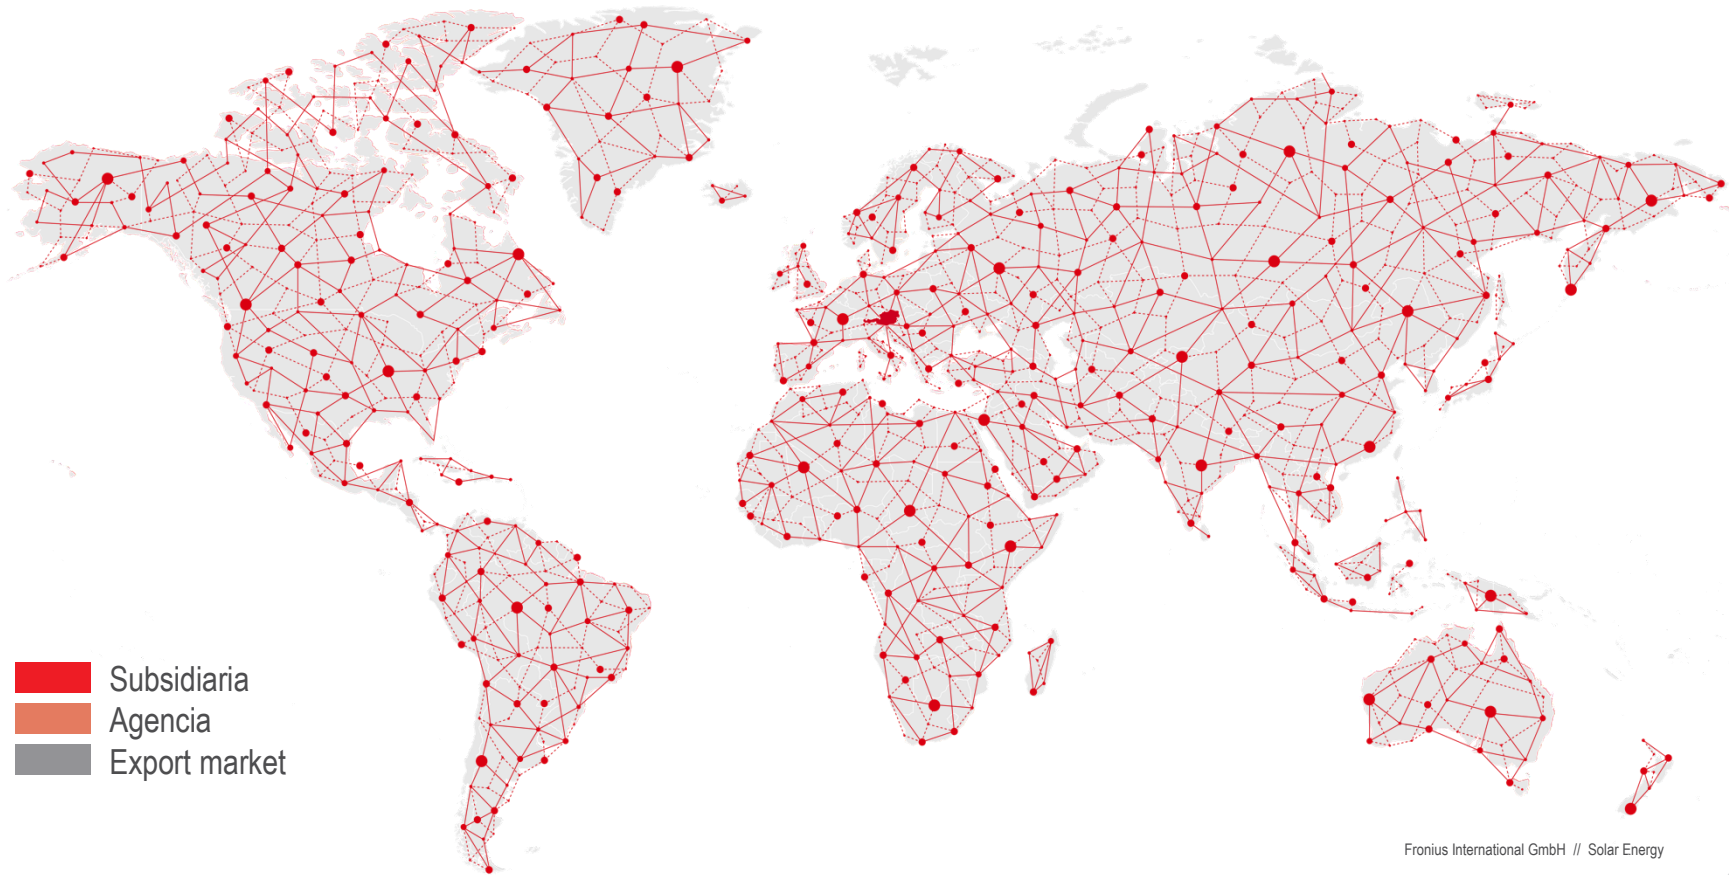 Subsidiaria
Agencia
Export market
Fronius International GmbH // Solar Energy